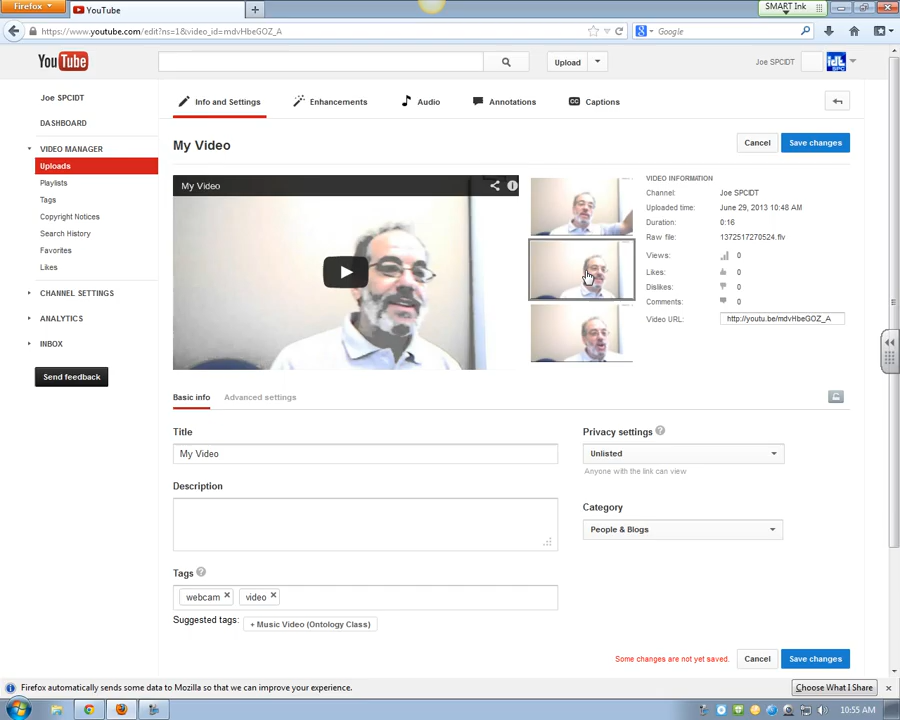 Firefox
YouTube
SMART Ink
https://www.youtube.com/edit?ns=1&video_id=mdvHbeGOZ_A
Google
YouTube
Upload
Joe SPCIDT
idt
SPC
Joe SPCIDT
DASHBOARD
VIDEO MANAGER
Uploads
Playlists
Tags
Copyright Notices
Search History
Favorites
Likes
CHANNEL SETTINGS
ANALYTICS
INBOX
Send feedback
Info and Settings
Enhancements
Audio
Annotations
CC Captions
My Video
Cancel
Save changes
My Video
VIDEO INFORMATION
Channel: Joe SPCIDT
Uploaded time: June 29, 2013 10:48 AM
Duration: 0:16
Raw file: 1372517270524.flv
Views: 0
Likes: 0
Dislikes: 0
Comments: 0
Video URL: http://youtu.be/mdvHbeGOZ_A
Basic info
Advanced settings
Title
My Video
Description
Tags ?
webcam ×
video ×
Suggested tags: + Music Video (Ontology Class)
Privacy settings ?
Unlisted
Anyone with the link can view
Category
People & Blogs
Some changes are not yet saved.
Cancel
Save changes
Firefox automatically sends some data to Mozilla so that we can improve your experience.
Choose What I Share
10:55 AM